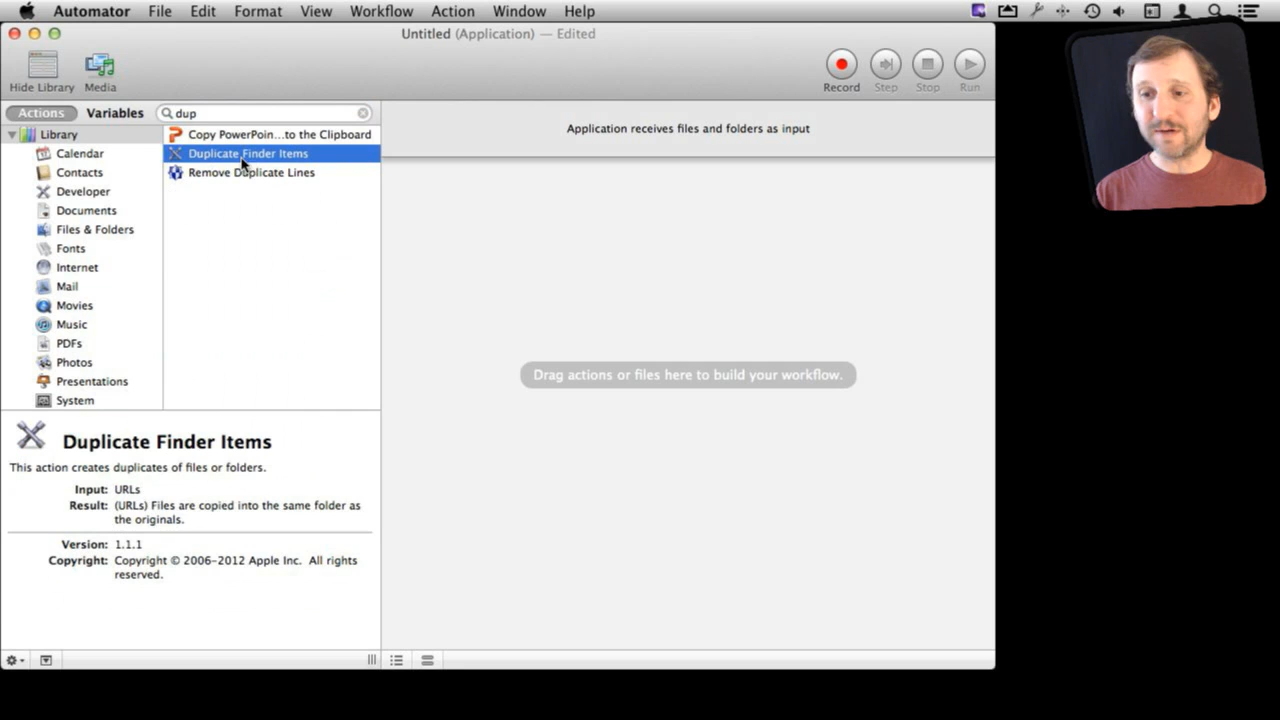 Automator File Edit Format View Workflow Action Window Help
Untitled (Application) — Edited
Hide Library Media Record Step Stop Run
Actions Variables dup
Application receives files and folders as input
Library
Calendar
Contacts
Developer
Documents
Files & Folders
Fonts
Internet
Mail
Movies
Music
PDFs
Photos
Presentations
System
Copy PowerPoin...to the Clipboard
Duplicate Finder Items
Remove Duplicate Lines
Drag actions or files here to build your workflow.
Duplicate Finder Items
This action creates duplicates of files or folders.
Input: URLs
Result: (URLs) Files are copied into the same folder as
the originals.
Version: 1.1.1
Copyright: Copyright © 2006-2012 Apple Inc. All rights
reserved.